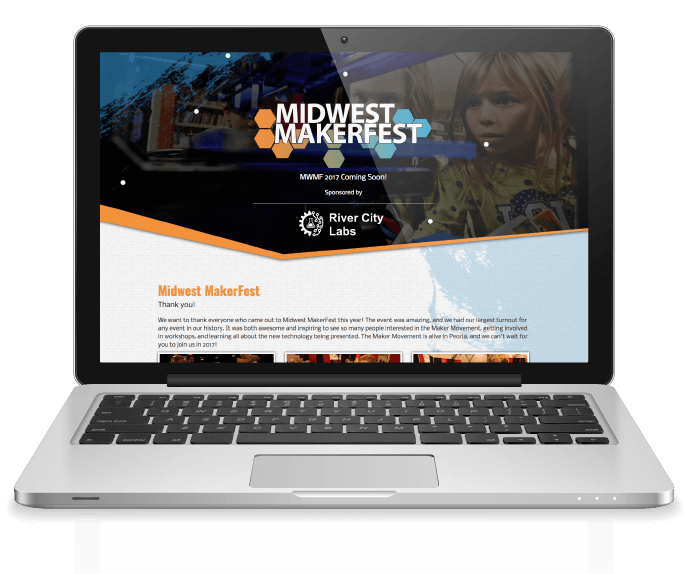 MIDWEST
MAKERFEST
MWMF 2017 Coming Soon!
Sponsored by
River City
Labs
Midwest MakerFest
Thank you!
We want to thank everyone who came out to Midwest MakerFest this year! The event was amazing, and we had our largest turnout for
any event in our history. It was both awesome and inspiring to see so many people interested in the Maker Movement, getting involved
in workshops, and learning all about the new technology being presented. The Maker Movement is alive in Peoria, and we can't wait for
you to join us in 2017!